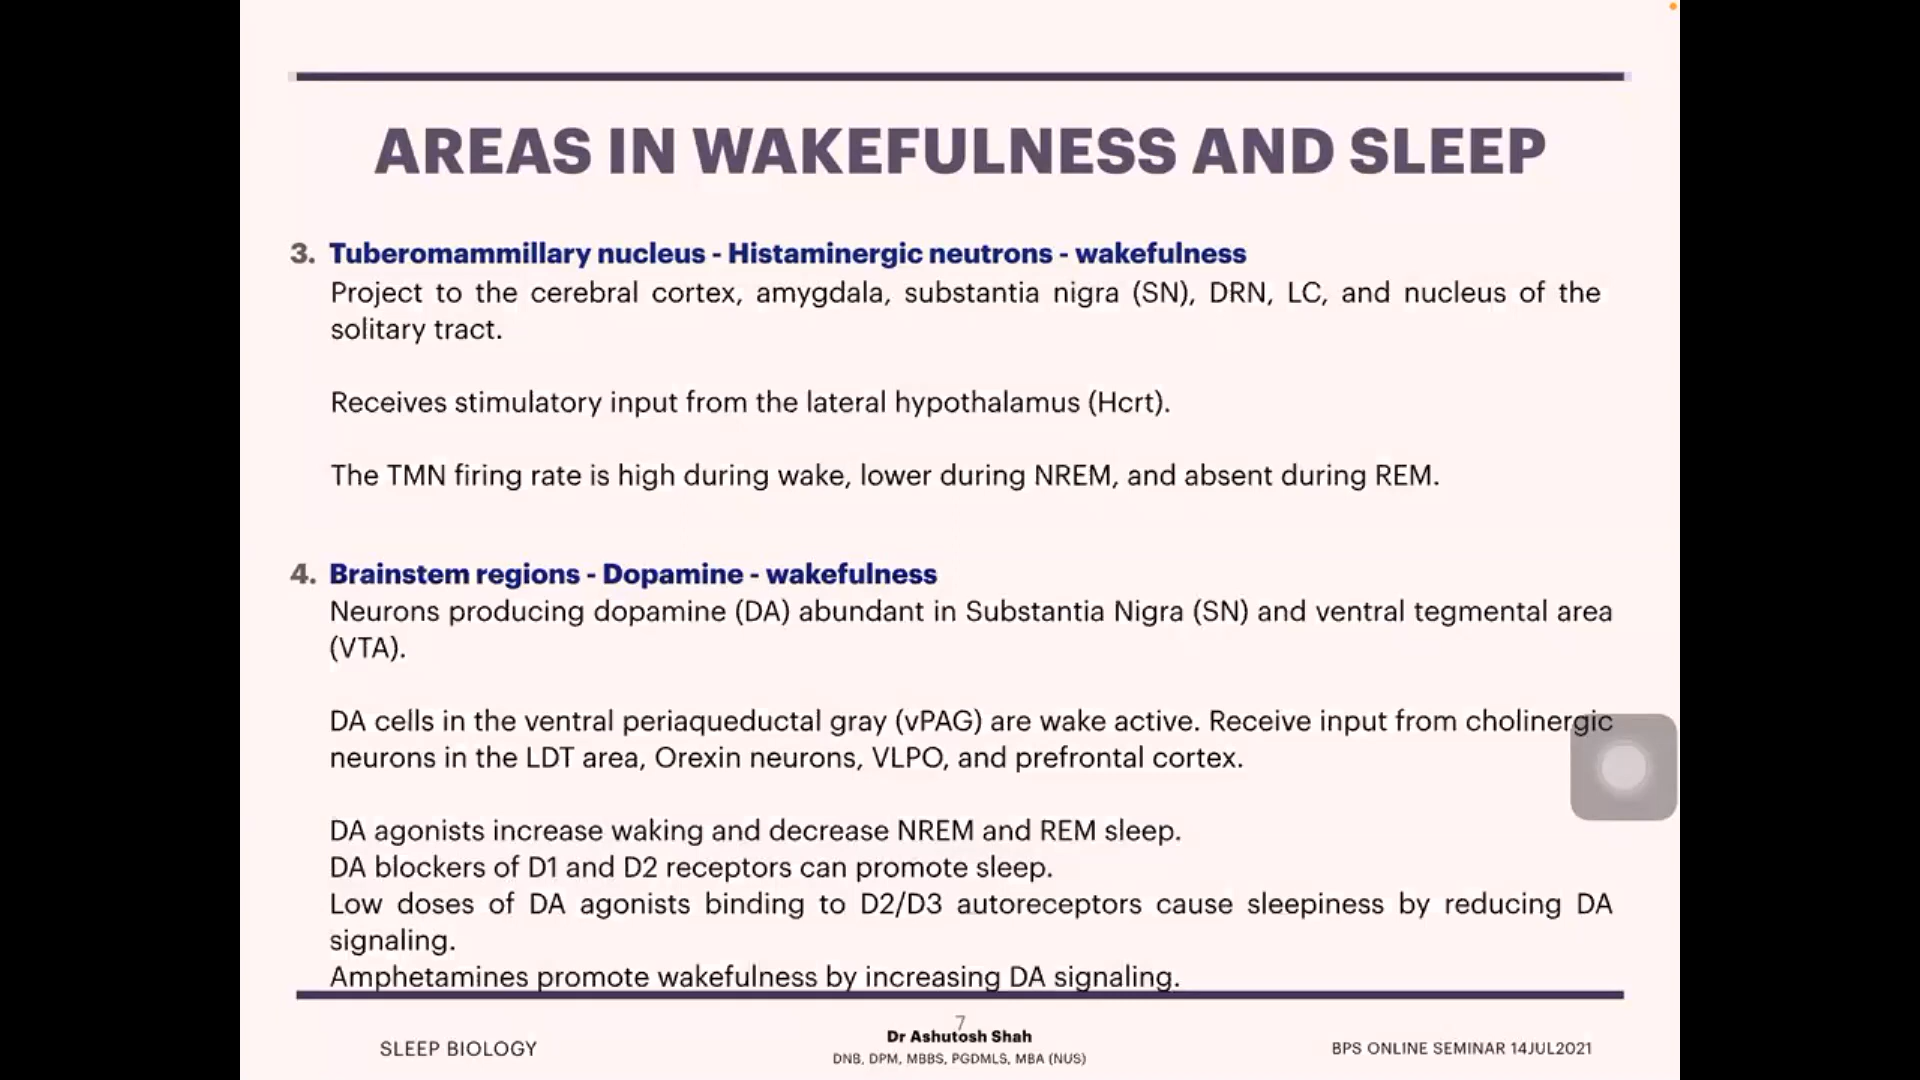 AREAS IN WAKEFULNESS AND SLEEP
3. Tuberomammillary nucleus - Histaminergic neutrons - wakefulness
Project to the cerebral cortex, amygdala, substantia nigra (SN), DRN, LC, and nucleus of the
solitary tract.
Receives stimulatory input from the lateral hypothalamus (Hcrt).
The TMN firing rate is high during wake, lower during NREM, and absent during REM.
4. Brainstem regions - Dopamine - wakefulness
Neurons producing dopamine (DA) abundant in Substantia Nigra (SN) and ventral tegmental area
(VTA).
DA cells in the ventral periaqueductal gray (vPAG) are wake active. Receive input from cholinergic
neurons in the LDT area, Orexin neurons, VLPO, and prefrontal cortex.
DA agonists increase waking and decrease NREM and REM sleep.
DA blockers of D1 and D2 receptors can promote sleep.
Low doses of DA agonists binding to D2/D3 autoreceptors cause sleepiness by reducing DA
signaling.
Amphetamines promote wakefulness by increasing DA signaling.
7
SLEEP BIOLOGY
Dr Ashutosh Shah
DNB, DPM, MBBS, PGDMLS, MBA (NUS)
BPS ONLINE SEMINAR 14JUL2021